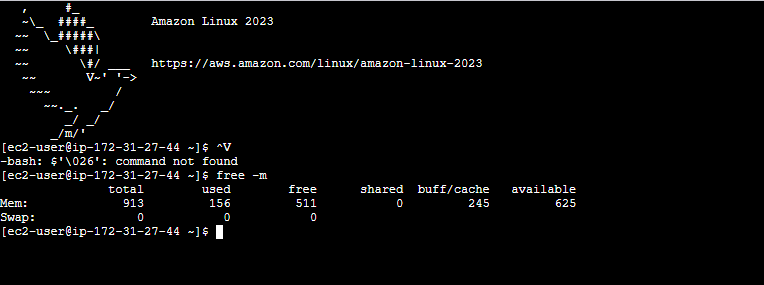 ,     #_
   ~\_  ####_        Amazon Linux 2023
  ~~  \_#####\
  ~~     \###|
  ~~       \#/ ___   https://aws.amazon.com/linux/amazon-linux-2023
   ~~       V~' '->
    ~~~         /
      ~~._.   _/
         _/ _/
       _/m/'
[ec2-user@ip-172-31-27-44 ~]$ ^V
-bash: $'\026': command not found
[ec2-user@ip-172-31-27-44 ~]$ free -m
               total        used        free      shared  buff/cache   available
Mem:             913         156         511           0         245         625
Swap:              0           0           0
[ec2-user@ip-172-31-27-44 ~]$